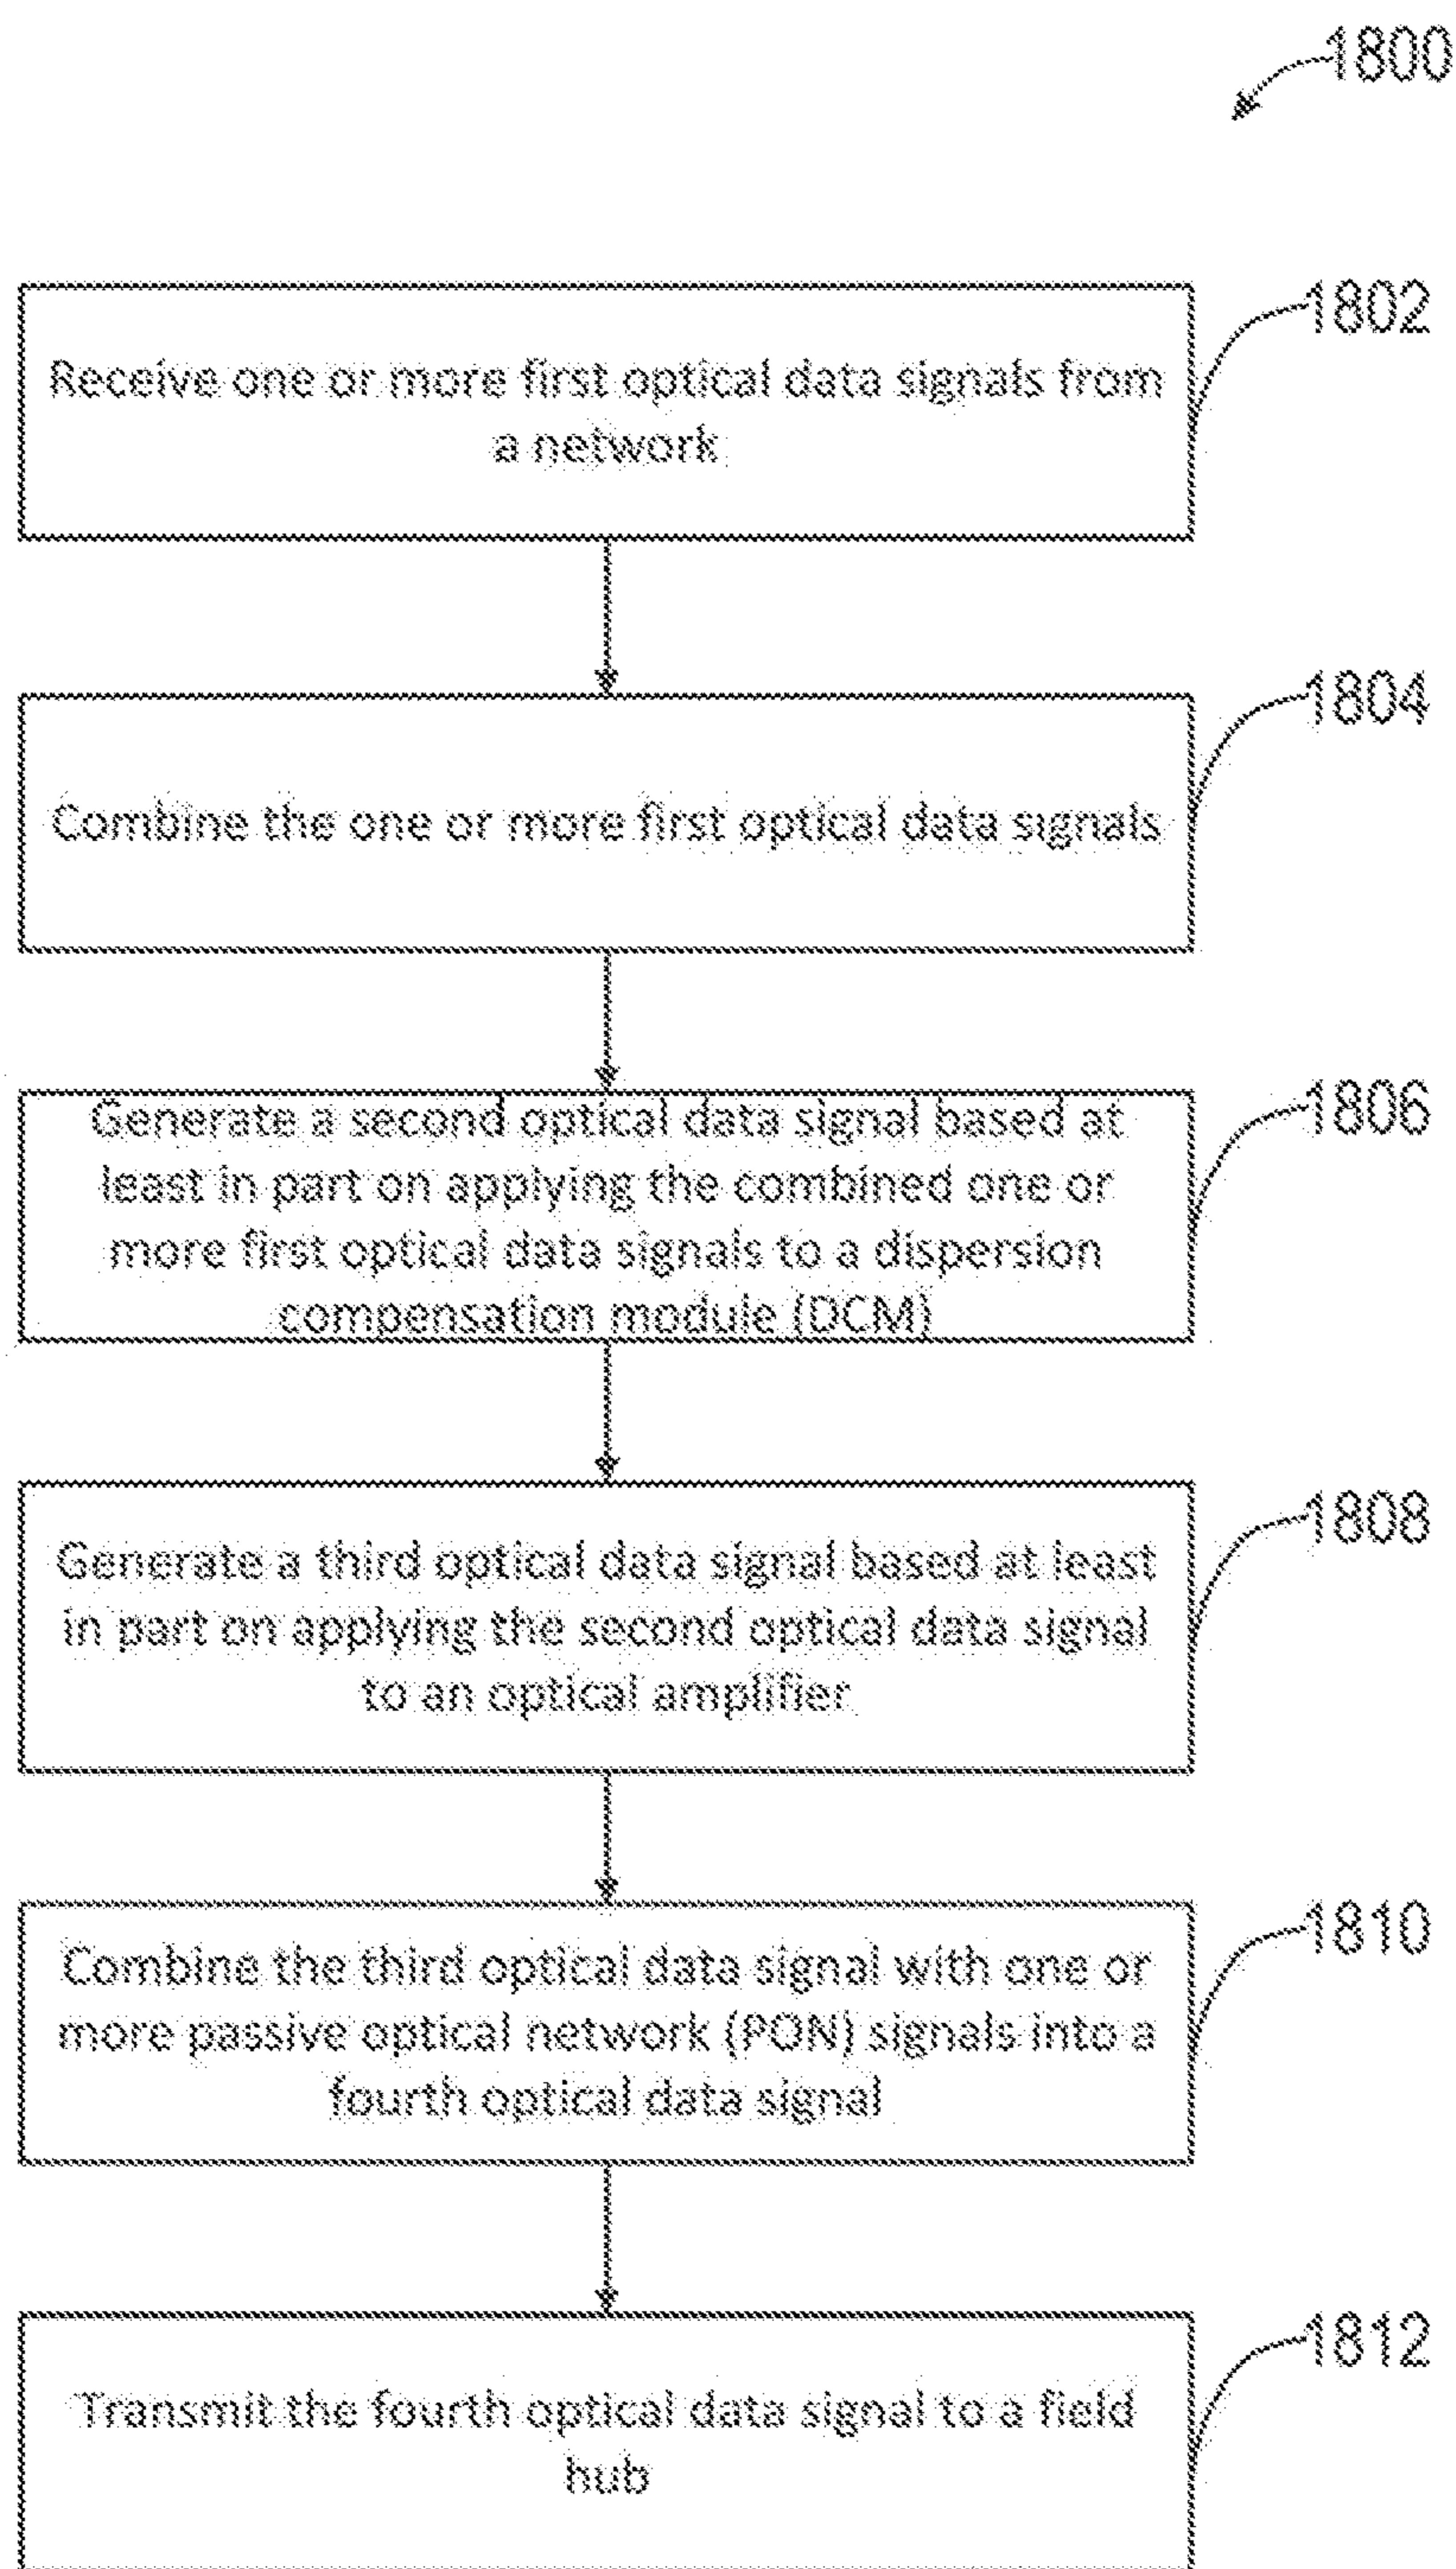 1800
1802
Receive one or more first optical data signals from
a network
1804
Combine the one or more first optical data signals
1806
Generate a second optical data signal based at
least in part on applying the combined one or
more first optical data signals to a dispersion
compensation module (DCM)
1808
Generate a third optical data signal based at least
in part on applying the second optical data signal
to an optical amplifier
1810
Combine the third optical data signal with one or
more passive optical network (PON) signals into a
fourth optical data signal
1812
Transmit the fourth optical data signal to a field
hub